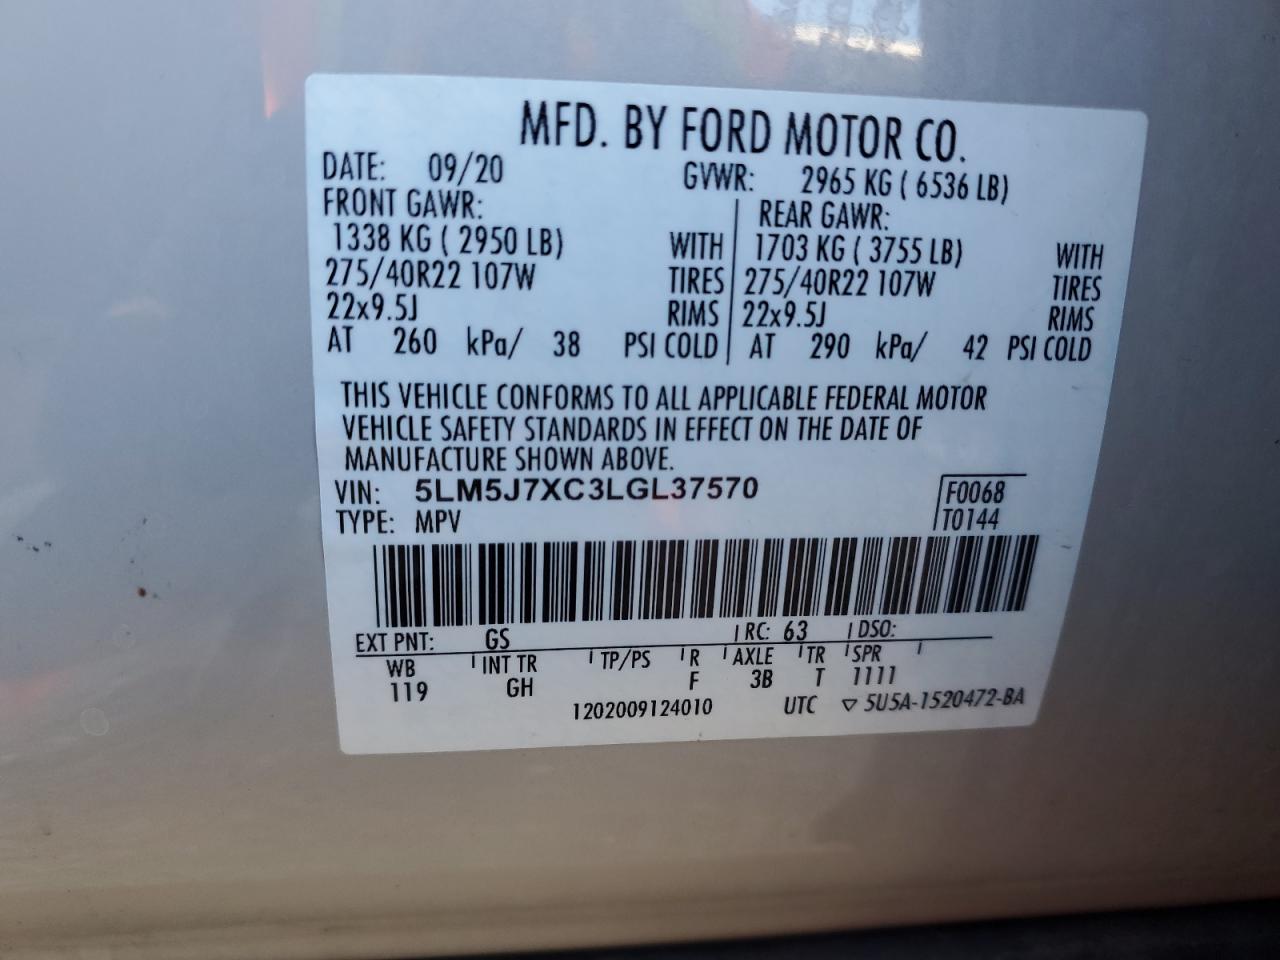 MFD. BY FORD MOTOR CO.
DATE: 09/20 GVWR: 2965 KG ( 6536 LB)
FRONT GAWR: REAR GAWR:
1338 KG ( 2950 LB) WITH 1703 KG ( 3755 LB) WITH
275/40R22 107W TIRES 275/40R22 107W TIRES
22x9.5J RIMS 22x9.5J RIMS
AT 260 kPa/ 38 PSI COLD AT 290 kPa/ 42 PSI COLD
THIS VEHICLE CONFORMS TO ALL APPLICABLE FEDERAL MOTOR
VEHICLE SAFETY STANDARDS IN EFFECT ON THE DATE OF
MANUFACTURE SHOWN ABOVE.
VIN: 5LM5J7XC3LGL37570 F0068
TYPE: MPV T0144
EXT PNT: GS RC: 63 DSO:
WB INT TR TP/PS R AXLE TR SPR
119 GH F 3B T 1111
1202009124010 UTC ▽ 5U5A-1520472-BA